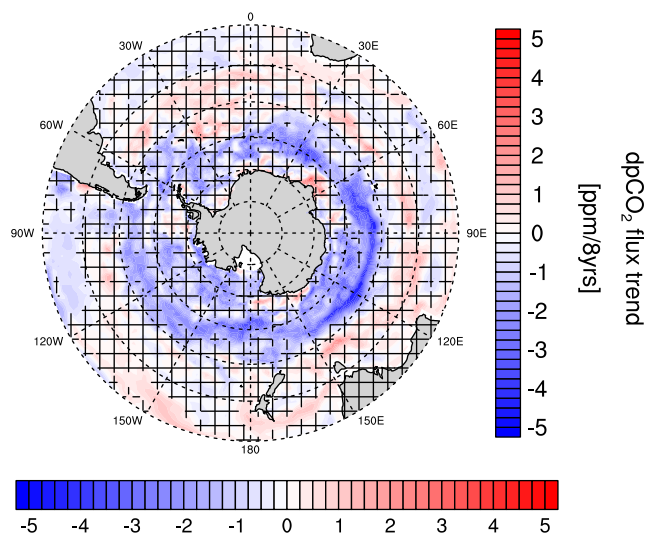 0
30W
30E
60W
60E
90W
90E
120W
120E
150W
150E
180
5
4
3
2
1
0
-1
-2
-3
-4
-5
dpCO₂ flux trend
[ppm/8yrs]
-5 -4 -3 -2 -1 0 1 2 3 4 5